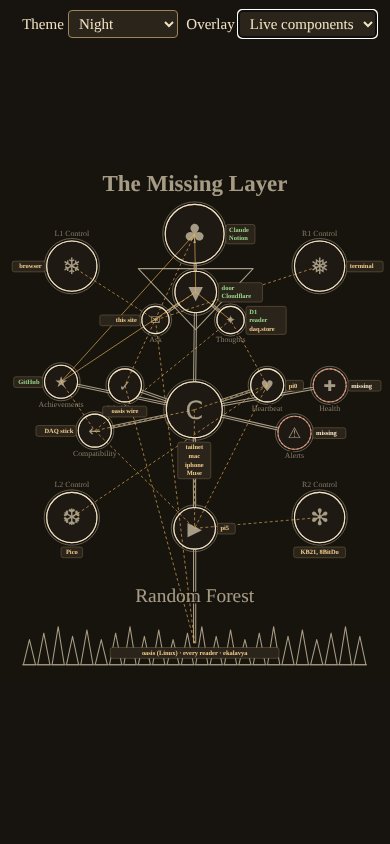 Theme Night Overlay Live components
The Missing Layer
L1 Control
R1 Control
Claude
Notion
browser
terminal
door
Cloudflare
this site
D1
reader
daq.store
Ask
Thoughts
GitHub
pi0
missing
Achievements
oasis wire
Heartbeat
Health
C
DAQ stick
missing
Compatibility
Alerts
tailnet
mac
iphone
Muse
L2 Control
R2 Control
pi5
Pico
KB21, 8BitDo
Random Forest
oasis (Linux) · every reader · ekalavya